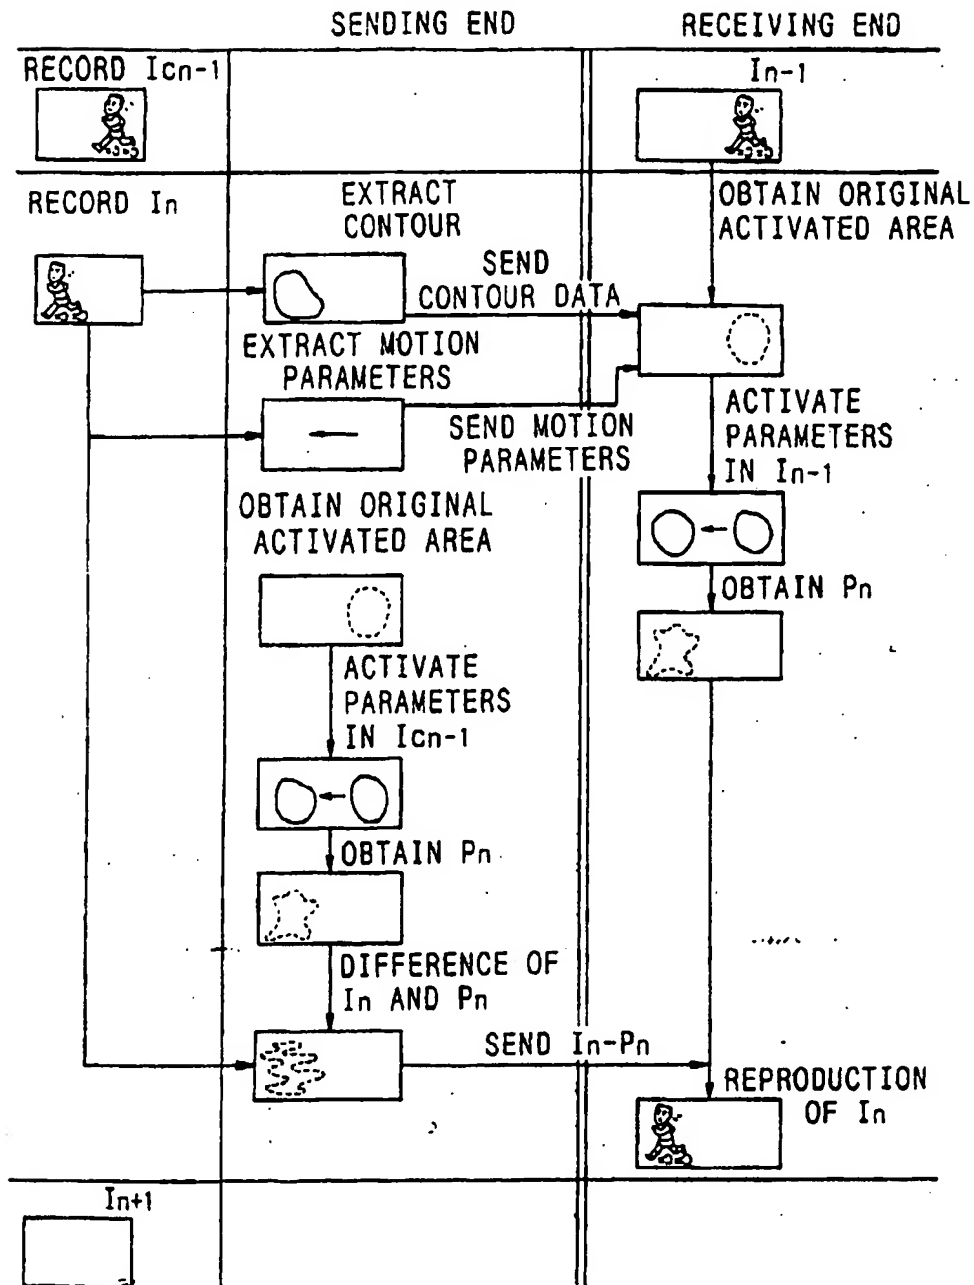 SENDING END
RECEIVING END
RECORD Icn-1
In-1
RECORD In
EXTRACT
CONTOUR
OBTAIN ORIGINAL
ACTIVATED AREA
SEND
CONTOUR DATA
EXTRACT MOTION
PARAMETERS
SEND MOTION
PARAMETERS
ACTIVATE
PARAMETERS
IN In-1
OBTAIN ORIGINAL
ACTIVATED AREA
OBTAIN Pn
ACTIVATE
PARAMETERS
IN Icn-1
OBTAIN Pn
DIFFERENCE OF
In AND Pn
SEND In-Pn
REPRODUCTION
OF In
In+1